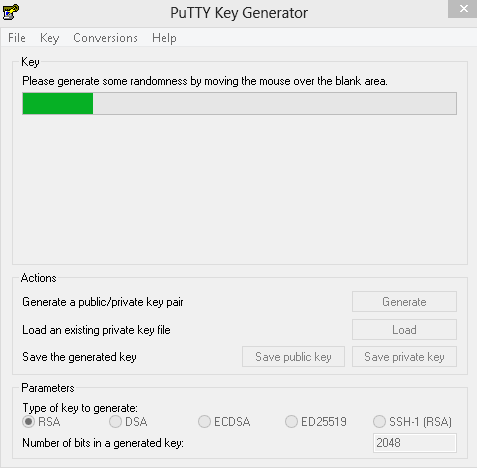 PuTTY Key Generator
File Key Conversions Help
Key
Please generate some randomness by moving the mouse over the blank area.
Actions
Generate a public/private key pair Generate
Load an existing private key file Load
Save the generated key Save public key Save private key
Parameters
Type of key to generate:
RSA DSA ECDSA ED25519 SSH-1 (RSA)
Number of bits in a generated key: 2048